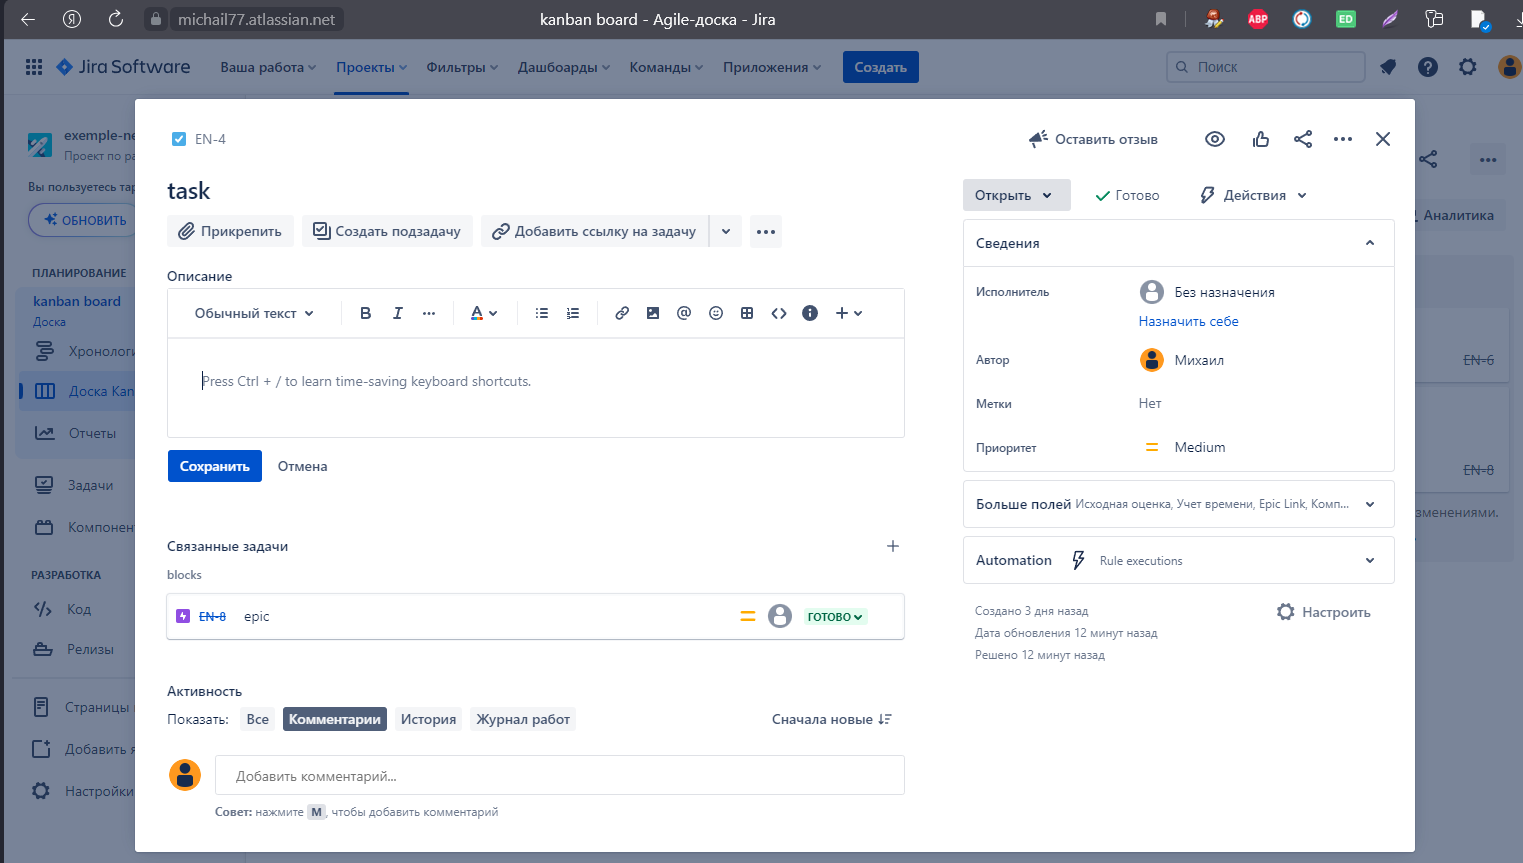 michail77.atlassian.net
kanban board - Agile-доска - Jira
ABP
ED
Jira Software
Ваша работа
Проекты
Фильтры
Дашборды
Команды
Приложения
Создать
Поиск
exemple-ne
Проект по ра
Вы пользуетесь тар
ОБНОВИТЬ
ПЛАНИРОВАНИЕ
kanban board
Доска
Хронологи
Доска Kan
Отчеты
Задачи
Компонен
РАЗРАБОТКА
Код
Релизы
Страницы
Добавить я
Настройки
EN-4
Оставить отзыв
task
Прикрепить
Создать подзадачу
Добавить ссылку на задачу
Описание
Обычный текст
Press Ctrl + / to learn time-saving keyboard shortcuts.
Сохранить
Отмена
Связанные задачи
blocks
EN-8
epic
ГОТОВО
Активность
Показать:
Все
Комментарии
История
Журнал работ
Сначала новые
Добавить комментарий...
Совет: нажмите M, чтобы добавить комментарий
Открыть
Готово
Действия
Сведения
Исполнитель
Без назначения
Назначить себе
Автор
Михаил
Метки
Нет
Приоритет
Medium
Больше полей Исходная оценка, Учет времени, Epic Link, Комп...
Automation
Rule executions
Создано 3 дня назад
Дата обновления 12 минут назад
Решено 12 минут назад
Настроить
Аналитика
EN-6
EN-8
зменениями.